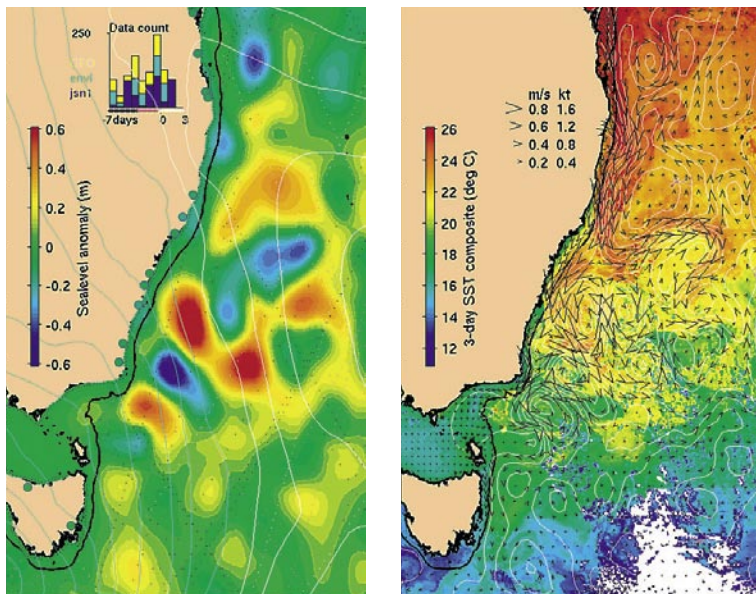 Data count
250
GFO
envi
jsn1
-7days 0 3
0.6
0.4
0.2
0
-0.2
-0.4
-0.6
Sealevel anomaly (m)
m/s kt
0.8 1.6
0.6 1.2
0.4 0.8
0.2 0.4
26
24
22
20
18
16
14
12
3-day SST composite (deg C)